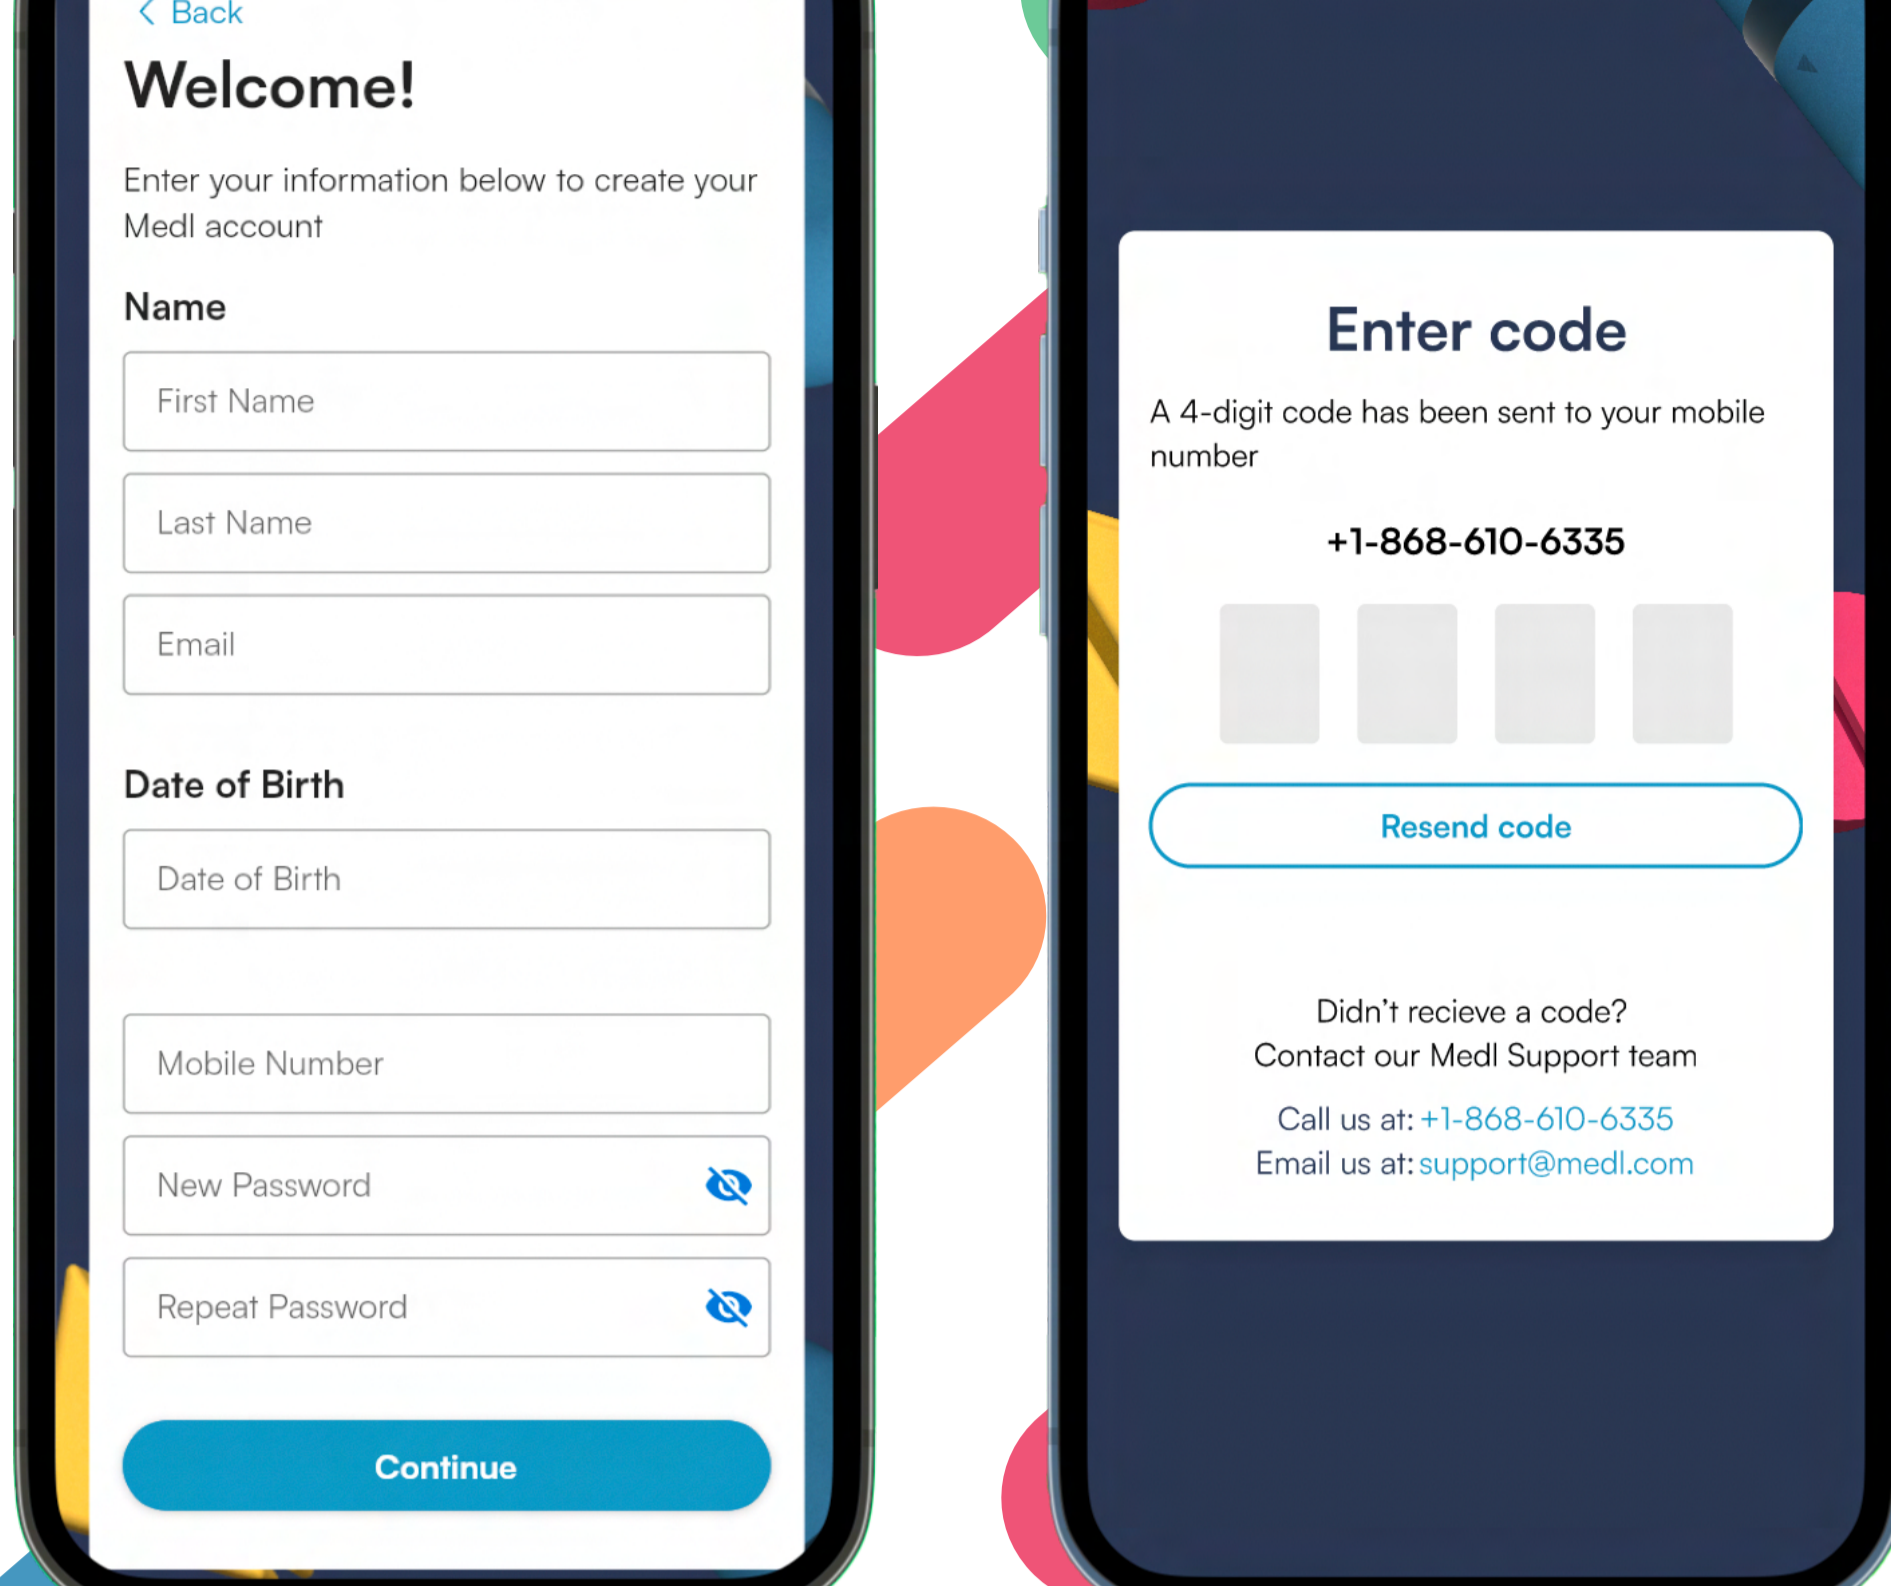 Back
Welcome!
Enter your information below to create your
Medl account
Name
First Name
Last Name
Email
Date of Birth
Date of Birth
Mobile Number
New Password
Repeat Password
Continue
Enter code
A 4-digit code has been sent to your mobile
number
+1-868-610-6335
Resend code
Didn't recieve a code?
Contact our Medl Support team
Call us at: +1-868-610-6335
Email us at: support@medl.com